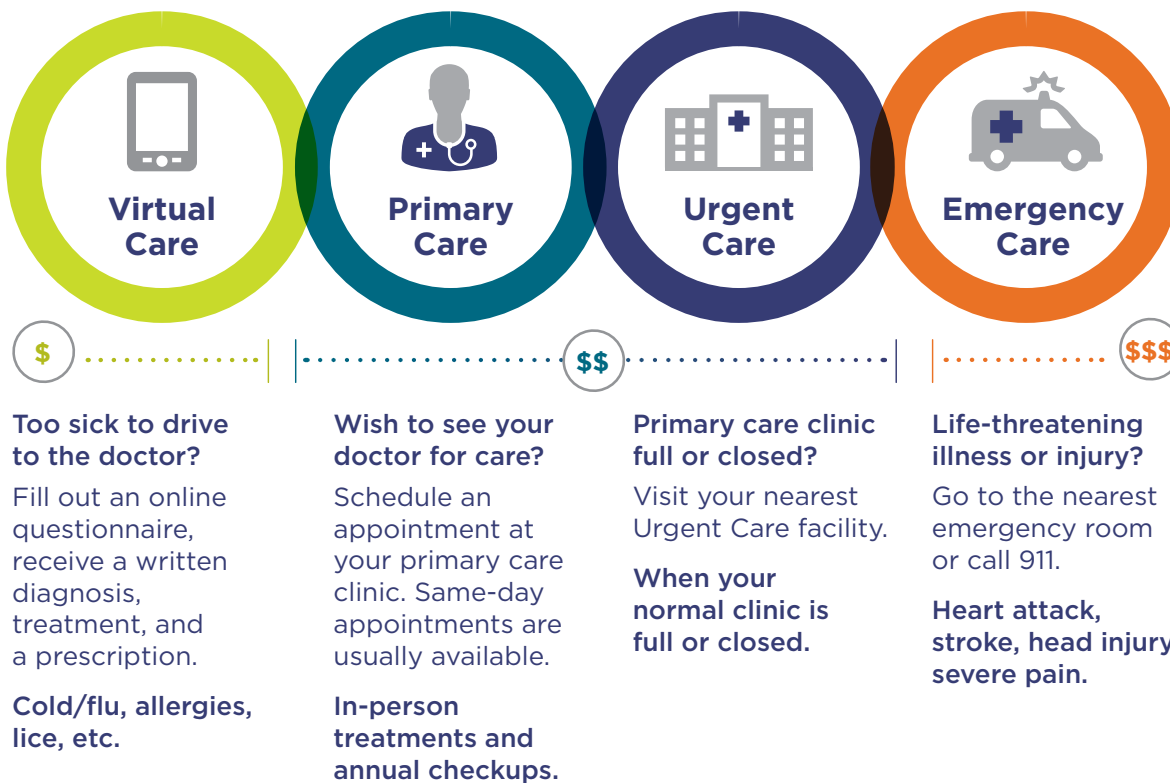 Virtual
Care
Primary
Care
Urgent
Care
Emergency
Care
$
$$
$$$
Too sick to drive
to the doctor?
Fill out an online
questionnaire,
receive a written
diagnosis,
treatment, and
a prescription.
Cold/flu, allergies,
lice, etc.
Wish to see your
doctor for care?
Schedule an
appointment at
your primary care
clinic. Same-day
appointments are
usually available.
In-person
treatments and
annual checkups.
Primary care clinic
full or closed?
Visit your nearest
Urgent Care facility.
When your
normal clinic is
full or closed.
Life-threatening
illness or injury?
Go to the nearest
emergency room
or call 911.
Heart attack,
stroke, head injury
severe pain.